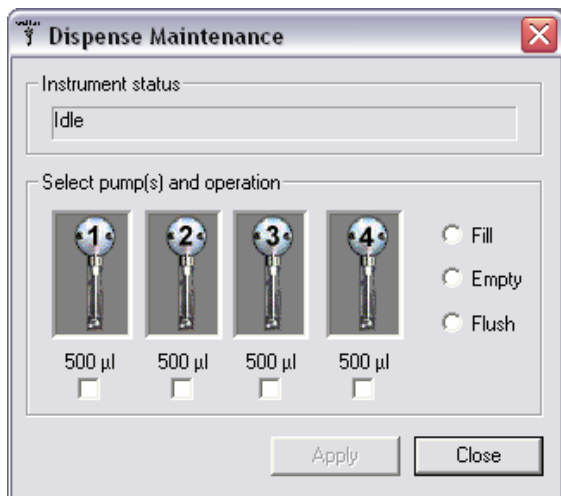 Dispense Maintenance
Instrument status
Idle
Select pump(s) and operation
1 2 3 4
Fill
Empty
Flush
500 µl 500 µl 500 µl 500 µl
Apply Close